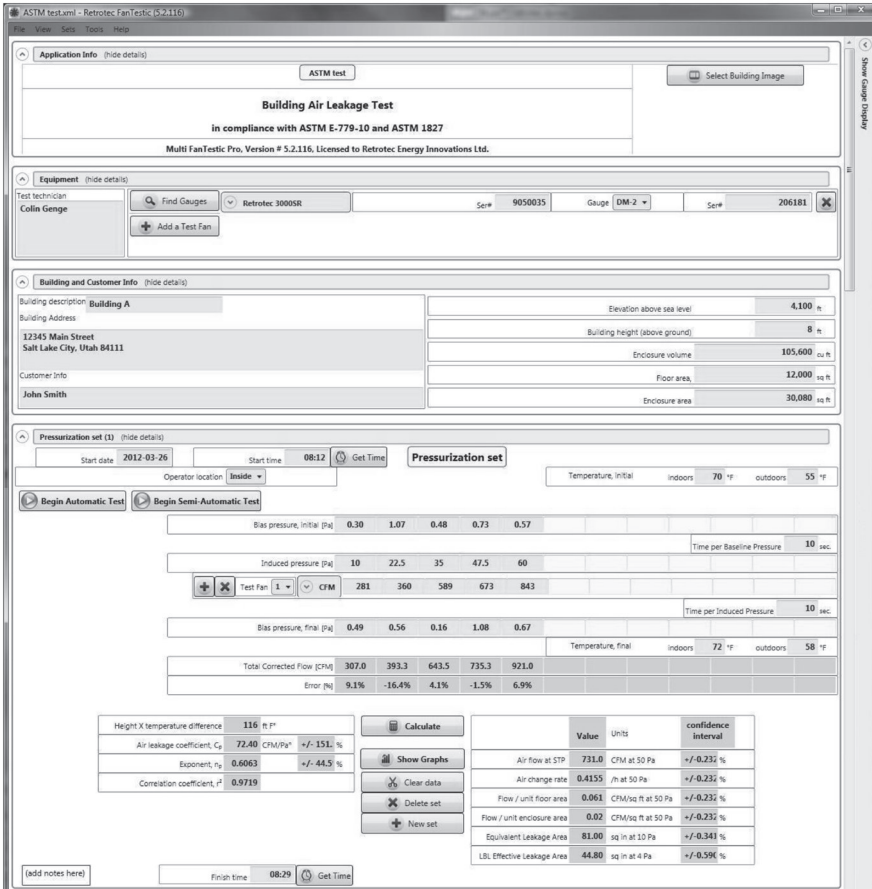 ASTM test.xml - Retrotec FanTestic (5.2.116)
File View Sets Tools Help
Application Info (hide details)
ASTM test
Select Building Image
Show Gauge Display
Building Air Leakage Test
in compliance with ASTM E-779-10 and ASTM 1827
Multi FanTestic Pro, Version # 5.2.116, Licensed to Retrotec Energy Innovations Ltd.
Equipment (hide details)
Test technician
Colin Genge
Find Gauges Retrotec 3000SR Ser# 9050035 Gauge DM-2 Ser# 206181
Add a Test Fan
Building and Customer Info (hide details)
Building description Building A
Building Address
12345 Main Street
Salt Lake City, Utah 84111
Customer Info
John Smith
Elevation above sea level 4,100 ft
Building height (above ground) 8 ft
Enclosure volume 105,600 cu ft
Floor area, 12,000 sq ft
Enclosure area 30,080 sq ft
Pressurization set (1) (hide details)
Start date 2012-03-26 Start time 08:12 Get Time Pressurization set
Operator location Inside Temperature, initial indoors 70 °F outdoors 55 °F
Begin Automatic Test Begin Semi-Automatic Test
Bias pressure, initial [Pa] 0.30 1.07 0.48 0.73 0.57
Time per Baseline Pressure 10 sec.
Induced pressure [Pa] 10 22.5 35 47.5 60
Test Fan 1 CFM 281 360 589 673 843
Time per Induced Pressure 10 sec.
Bias pressure, final [Pa] 0.49 0.56 0.16 1.08 0.67
Temperature, final indoors 72 °F outdoors 58 °F
Total Corrected Flow [CFM] 307.0 393.3 643.5 735.3 921.0
Error [%] 9.1% -16.4% 4.1% -1.5% 6.9%
Height X temperature difference 116 ft F°
Air leakage coefficient, Cp 72.40 CFM/Paⁿ +/- 151. %
Exponent, np 0.6063 +/- 44.5 %
Correlation coefficient, r² 0.9719
Calculate
Show Graphs
Clear data
Delete set
New set
Value Units confidence interval
Air flow at STP 731.0 CFM at 50 Pa +/-0.232 %
Air change rate 0.4155 /h at 50 Pa +/-0.232 %
Flow / unit floor area 0.061 CFM/sq ft at 50 Pa +/-0.232 %
Flow / unit enclosure area 0.02 CFM/sq ft at 50 Pa +/-0.232 %
Equivalent Leakage Area 81.00 sq in at 10 Pa +/-0.341 %
LBL Effective Leakage Area 44.80 sq in at 4 Pa +/-0.590 %
(add notes here) Finish time 08:29 Get Time